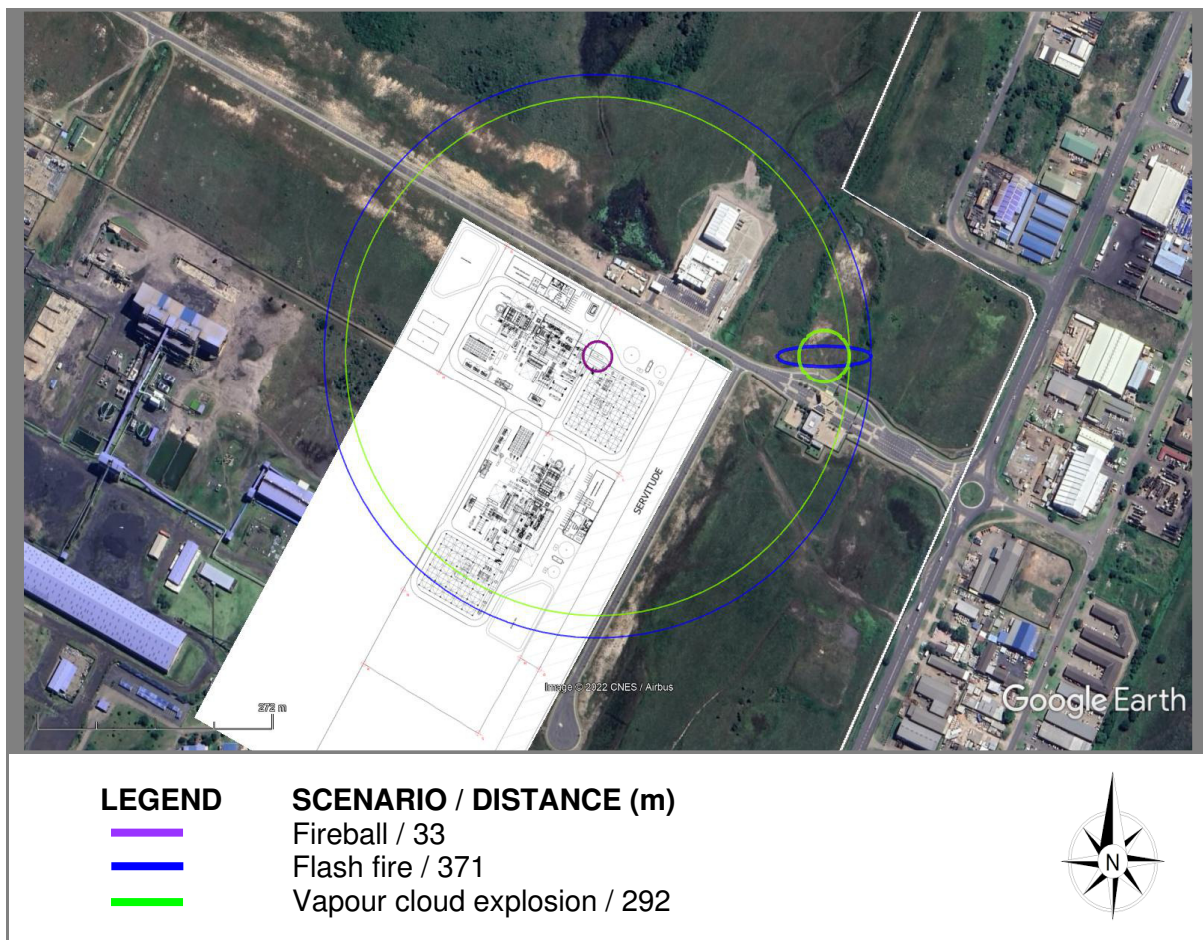 SERVITUDE
Image © 2022 CNES / Airbus
272 m
Google Earth
LEGEND SCENARIO / DISTANCE (m)
Fireball / 33
Flash fire / 371
Vapour cloud explosion / 292
N